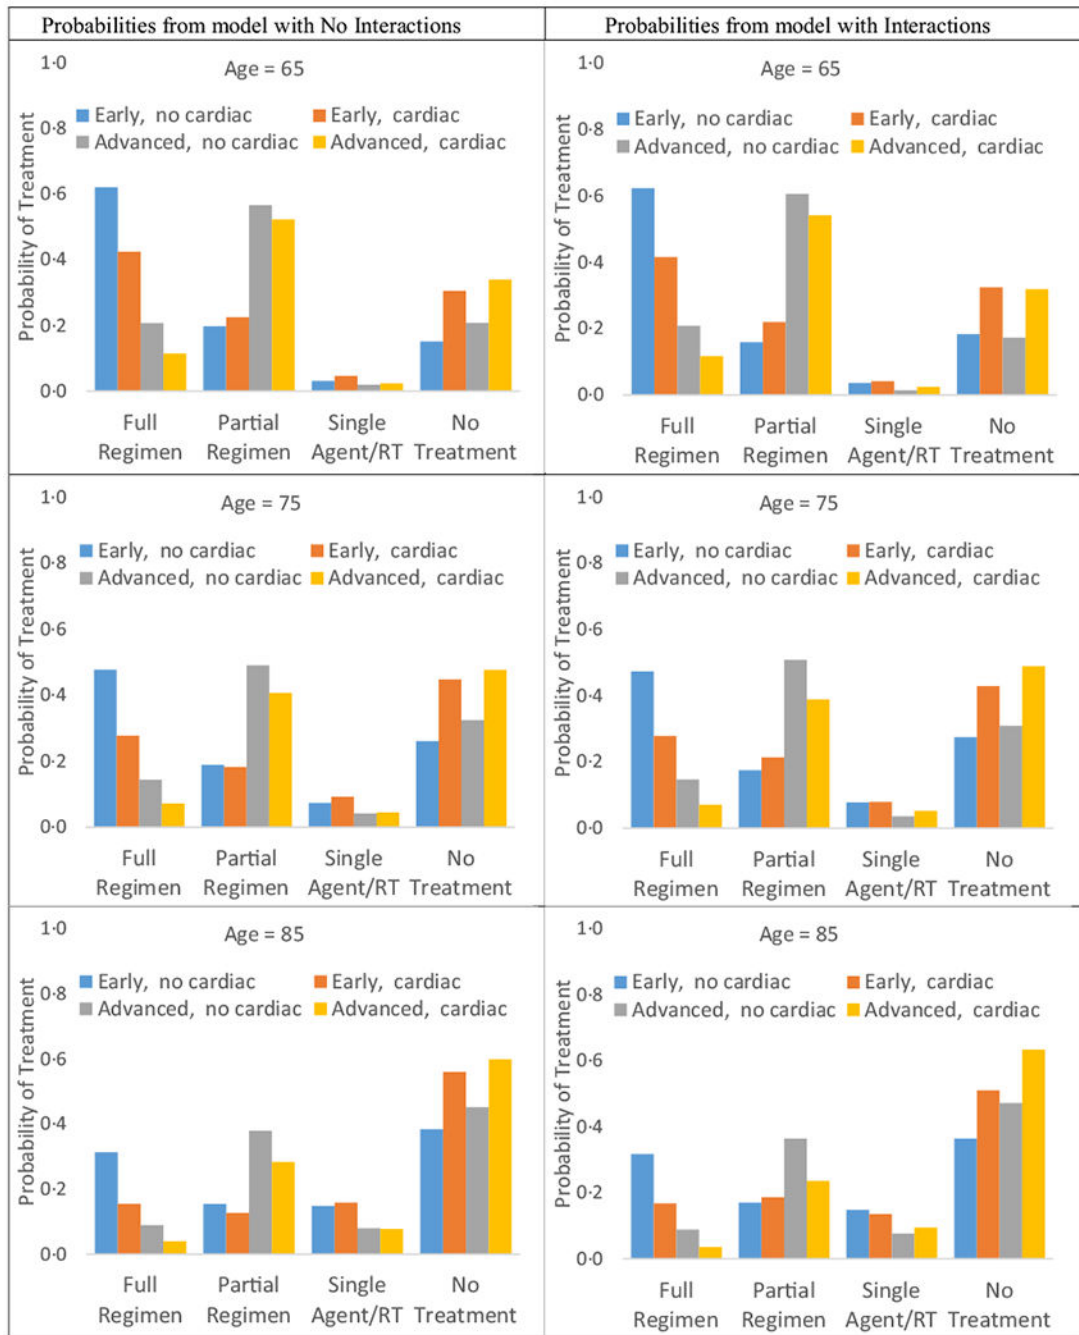 Probabilities from model with No Interactions
Probabilities from model with Interactions
Age = 65
Early, no cardiac
Early, cardiac
Advanced, no cardiac
Advanced, cardiac
Probability of Treatment
1·0
0·8
0·6
0·4
0·2
0·0
Full Regimen
Partial Regimen
Single Agent/RT
No Treatment
Age = 65
Early, no cardiac
Early, cardiac
Advanced, no cardiac
Advanced, cardiac
Probability of Treatment
1·0
0·8
0·6
0·4
0·2
0·0
Full Regimen
Partial Regimen
Single Agent/RT
No Treatment
Age = 75
Early, no cardiac
Early, cardiac
Advanced, no cardiac
Advanced, cardiac
Probability of Treatment
1·0
0·8
0·6
0·4
0·2
0·0
Full Regimen
Partial Regimen
Single Agent/RT
No Treatment
Age = 75
Early, no cardiac
Early, cardiac
Advanced, no cardiac
Advanced, cardiac
Probability of Treatment
1·0
0·8
0·6
0·4
0·2
0·0
Full Regimen
Partial Regimen
Single Agent/RT
No Treatment
Age = 85
Early, no cardiac
Early, cardiac
Advanced, no cardiac
Advanced, cardiac
Probability of Treatment
1·0
0·8
0·6
0·4
0·2
0·0
Full Regimen
Partial Regimen
Single Agent/RT
No Treatment
Age = 85
Early, no cardiac
Early, cardiac
Advanced, no cardiac
Advanced, cardiac
Probability of Treatment
1·0
0·8
0·6
0·4
0·2
0·0
Full Regimen
Partial Regimen
Single Agent/RT
No Treatment